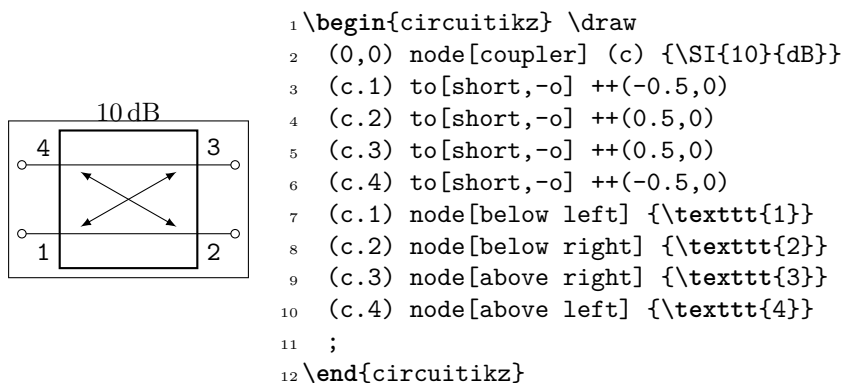 10 dB
4 3
1 2
1 \begin{circuitikz} \draw
2 (0,0) node[coupler] (c) {\SI{10}{dB}}
3 (c.1) to[short,-o] ++(-0.5,0)
4 (c.2) to[short,-o] ++(0.5,0)
5 (c.3) to[short,-o] ++(0.5,0)
6 (c.4) to[short,-o] ++(-0.5,0)
7 (c.1) node[below left] {\texttt{1}}
8 (c.2) node[below right] {\texttt{2}}
9 (c.3) node[above right] {\texttt{3}}
10 (c.4) node[above left] {\texttt{4}}
11 ;
12 \end{circuitikz}